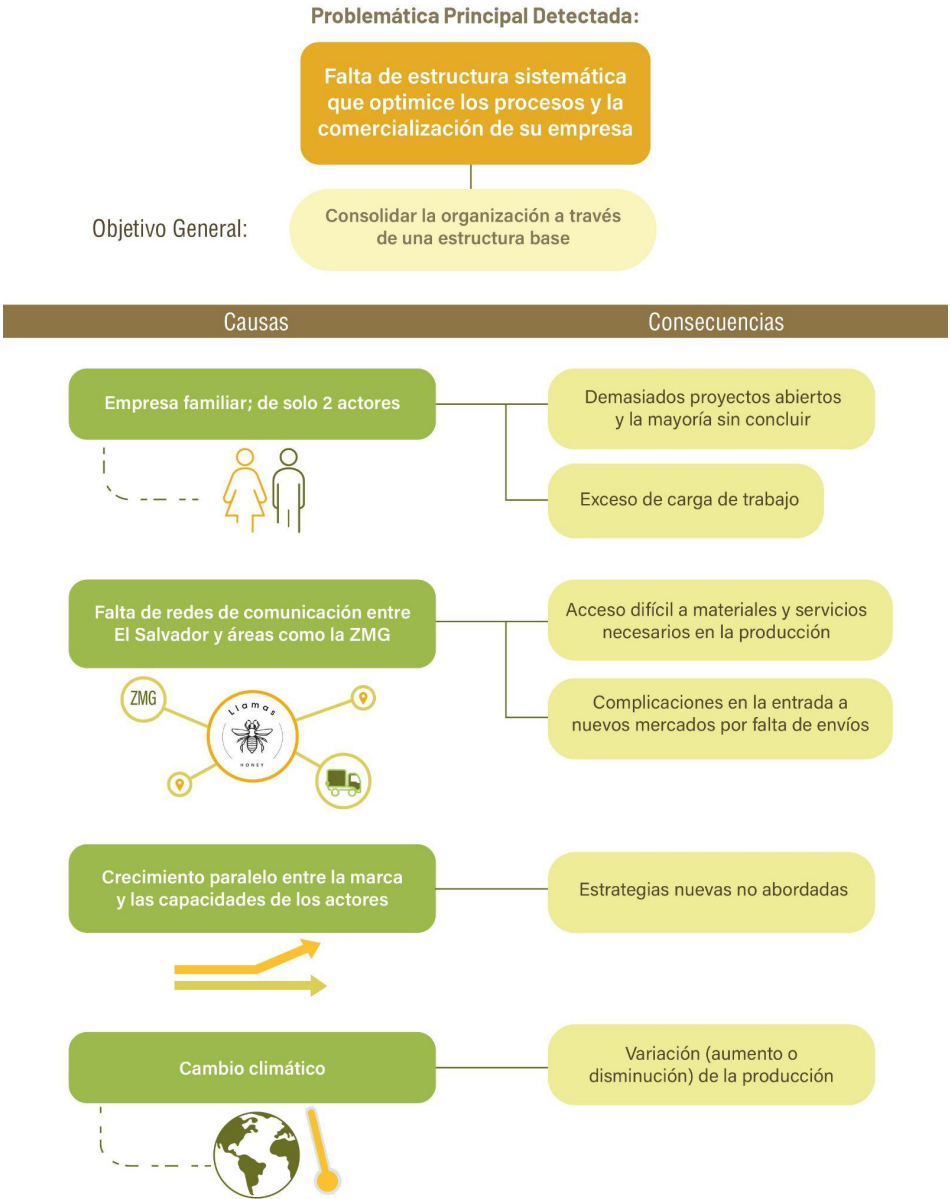 Problemática Principal Detectada:
Falta de estructura sistemática
que optimice los procesos y la
comercialización de su empresa
Objetivo General:
Consolidar la organización a través
de una estructura base
Causas
Consecuencias
Empresa familiar; de solo 2 actores
Demasiados proyectos abiertos
y la mayoría sin concluir
Exceso de carga de trabajo
Falta de redes de comunicación entre
El Salvador y áreas como la ZMG
Acceso difícil a materiales y servicios
necesarios en la producción
Complicaciones en la entrada a
nuevos mercados por falta de envíos
ZMG
Llamas
HONEY
Crecimiento paralelo entre la marca
y las capacidades de los actores
Estrategias nuevas no abordadas
Cambio climático
Variación (aumento o
disminución) de la producción